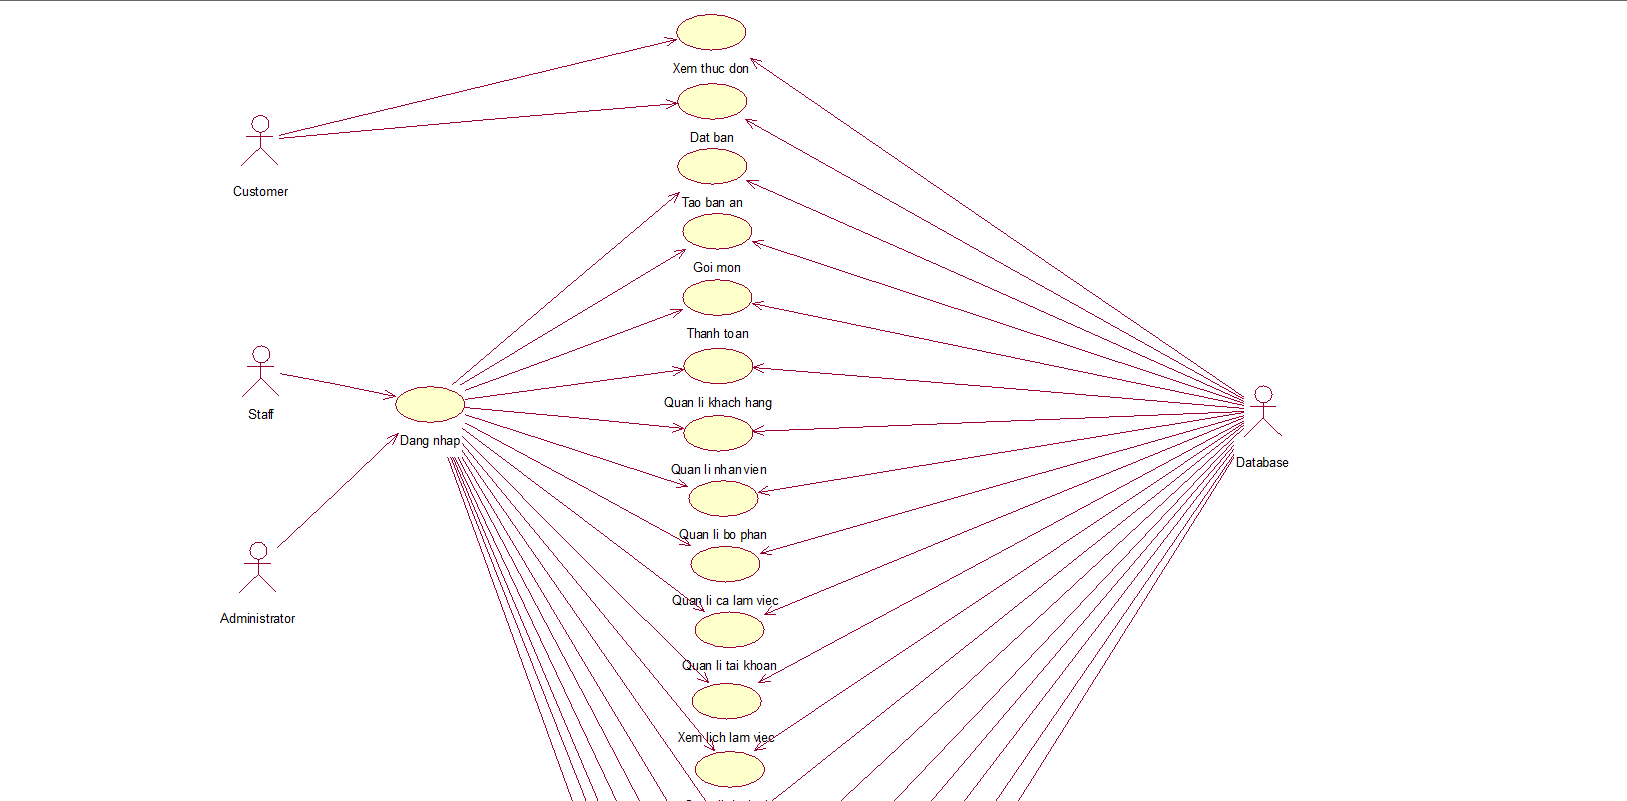 Xem thuc don
Dat ban
Customer
Tao ban an
Goi mon
Thanh toan
Quan li khach hang
Staff
Dang nhap
Database
Quan li nhan vien
Quan li bo phan
Quan li ca lam viec
Administrator
Quan li tai khoan
Xem lich lam viec